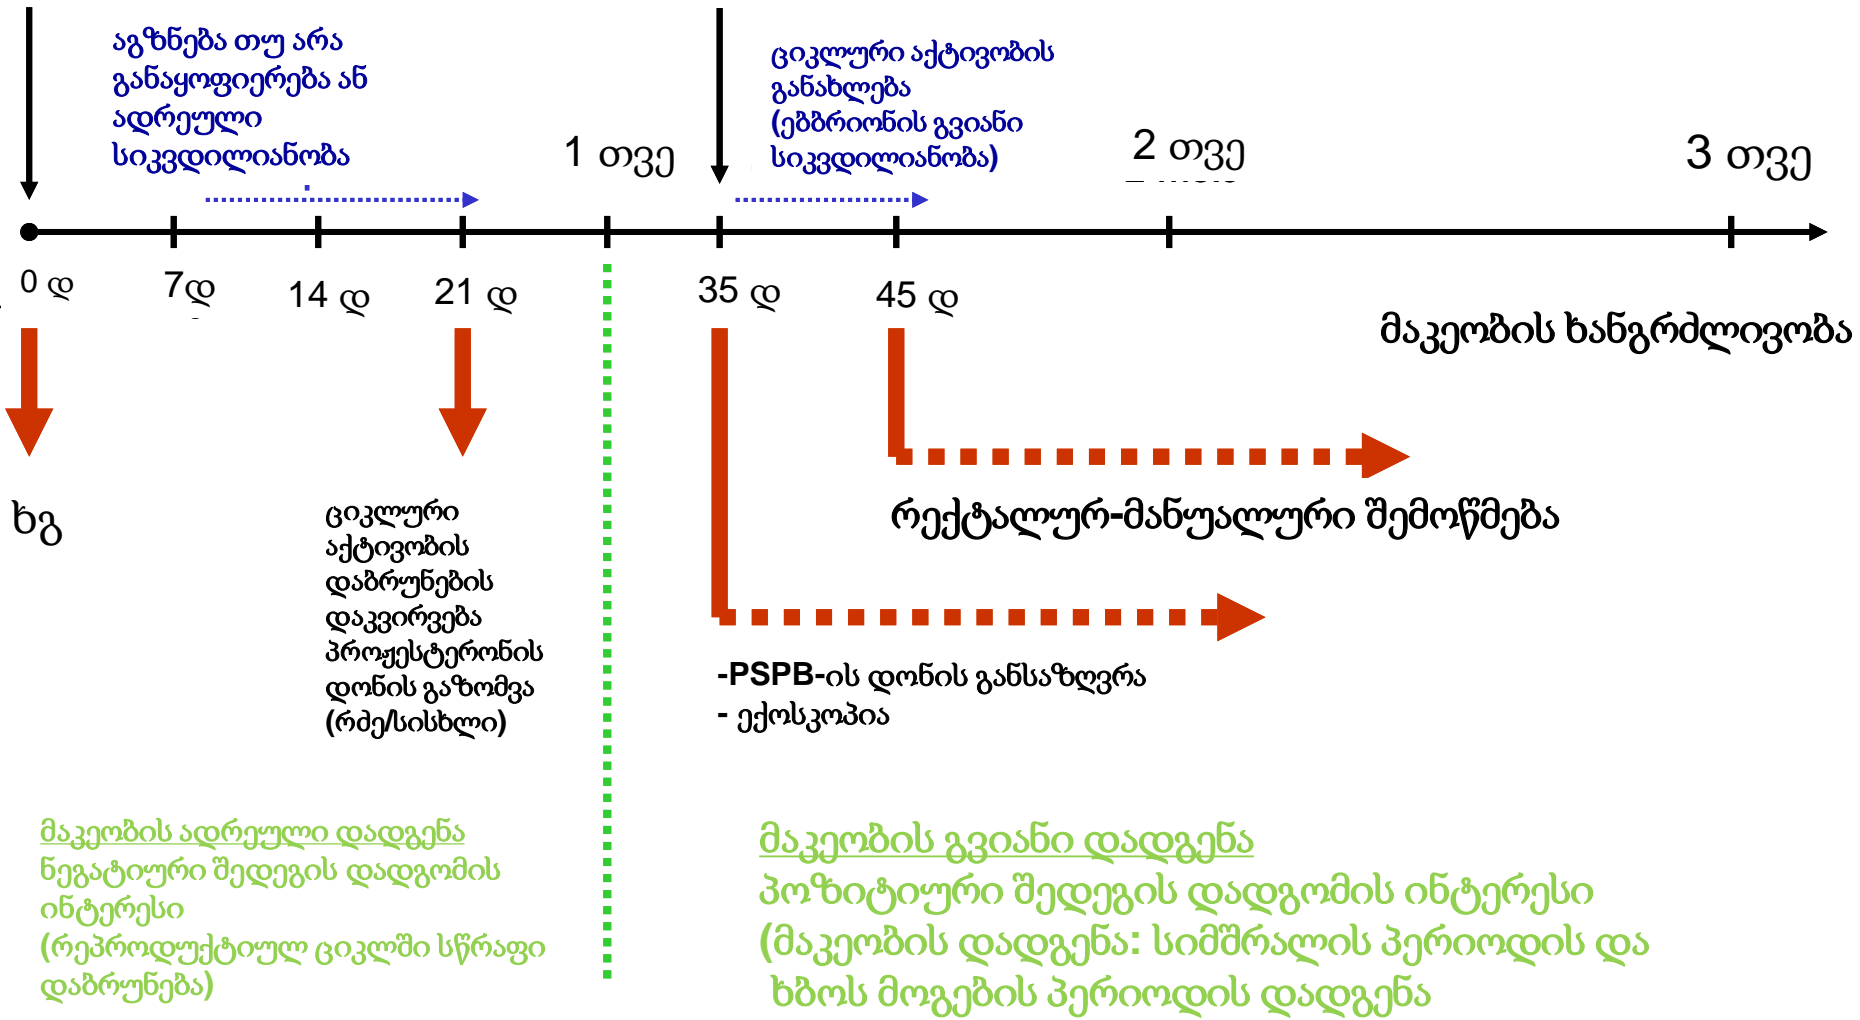 აგზნება თუ არა
განაყოფიერება ან
ადრეული
სიკვდილიანობა
ციკლური აქტივობის
განახლება
(ებბრიონის გვიანი
სიკვდილიანობა)
1 თვე
2 თვე
3 თვე
0 დ
7დ
14 დ
21 დ
35 დ
45 დ
მაკეობის ხანგრძლივობა
ხგ
ციკლური
აქტივობის
დაბრუნების
დაკვირვება
პროჟესტერონის
დონის გაზომვა
(რძე/სისხლი)
რექტალურ-მანუალური შემოწმება
-PSPB-ის დონის განსაზღვრა
- ექოსკოპია
მაკეობის ადრეული დადგენა
ნეგატიური შედეგის დადგომის
ინტერესი
(რეპროდუქტიულ ციკლში სწრაფი
დაბრუნება)
მაკეობის გვიანი დადგენა
პოზიტიური შედეგის დადგომის ინტერესი
(მაკეობის დადგენა: სიმშრალის პერიოდის და
ხბოს მოგების პერიოდის დადგენა